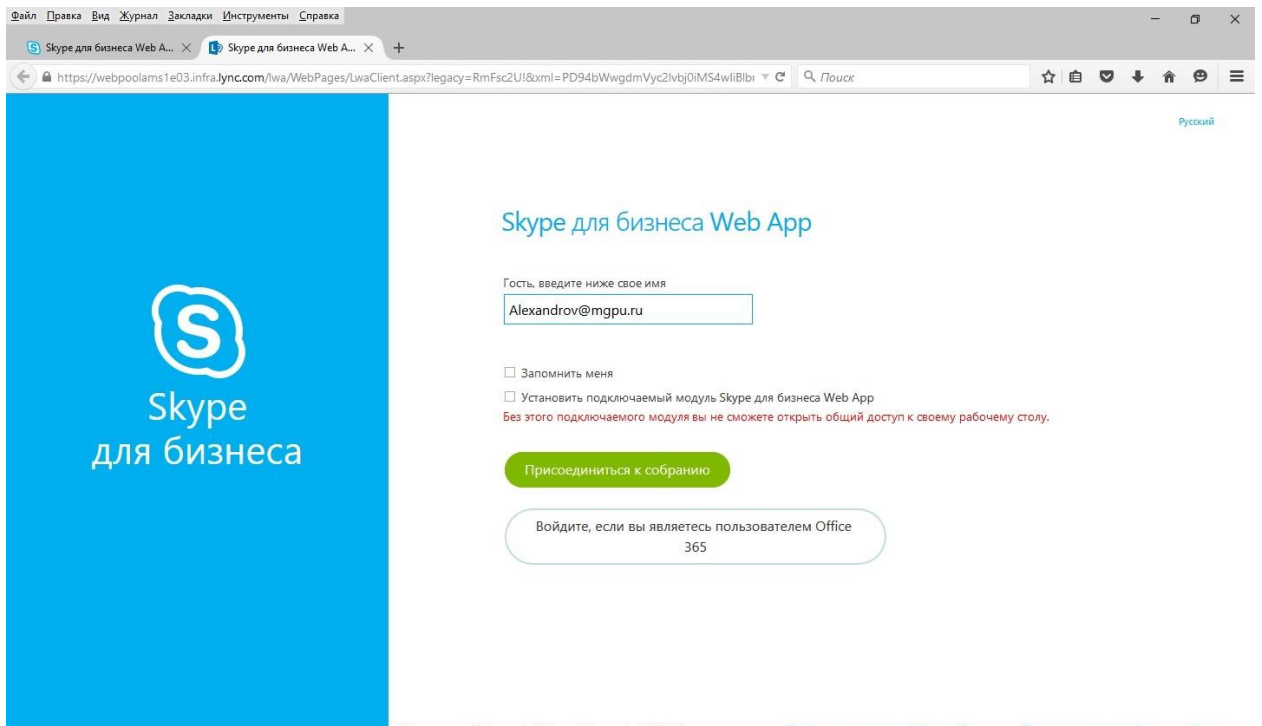 Файл Правка Вид Журнал Закладки Инструменты Справка
Skype для бизнеса Web A... Skype для бизнеса Web A...
https://webpoolams1e03.infra.lync.com/lwa/WebPages/LwaClient.aspx?legacy=RmFsc2UI&xml=PD94bWwgdmVyc2lvbj0iMS4wIiBlbı Поиск
Русский
Skype для бизнеса Web App
Гость, введите ниже свое имя
Alexandrov@mgpu.ru
Запомнить меня
Установить подключаемый модуль Skype для бизнеса Web App
Без этого подключаемого модуля вы не сможете открыть общий доступ к своему рабочему столу.
Skype
для бизнеса
Присоединиться к собранию
Войдите, если вы являетесь пользователем Office
365